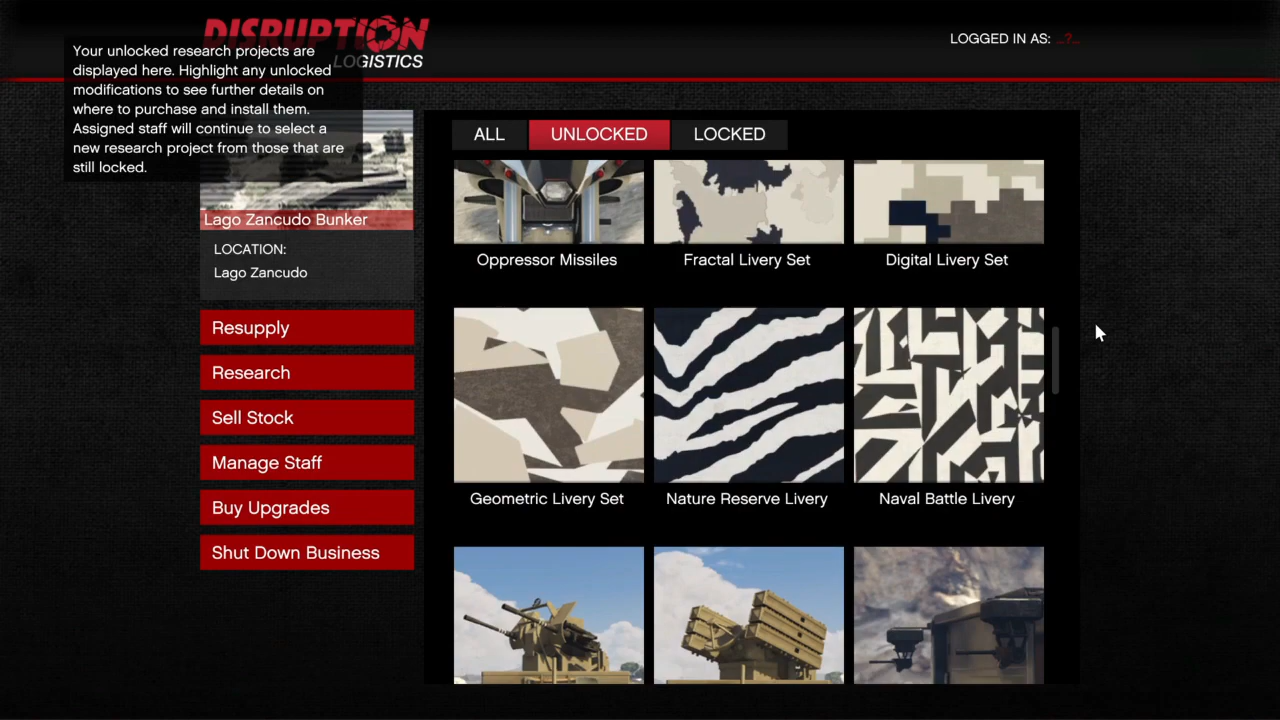 DISRUPTION
LOGISTICS
LOGGED IN AS: _?_
Your unlocked research projects are
displayed here. Highlight any unlocked
modifications to see further details on
where to purchase and install them.
Assigned staff will continue to select a
new research project from those that are
still locked.
Lago Zancudo Bunker
LOCATION:
Lago Zancudo
Resupply
Research
Sell Stock
Manage Staff
Buy Upgrades
Shut Down Business
ALL
UNLOCKED
LOCKED
Oppressor Missiles
Fractal Livery Set
Digital Livery Set
Geometric Livery Set
Nature Reserve Livery
Naval Battle Livery